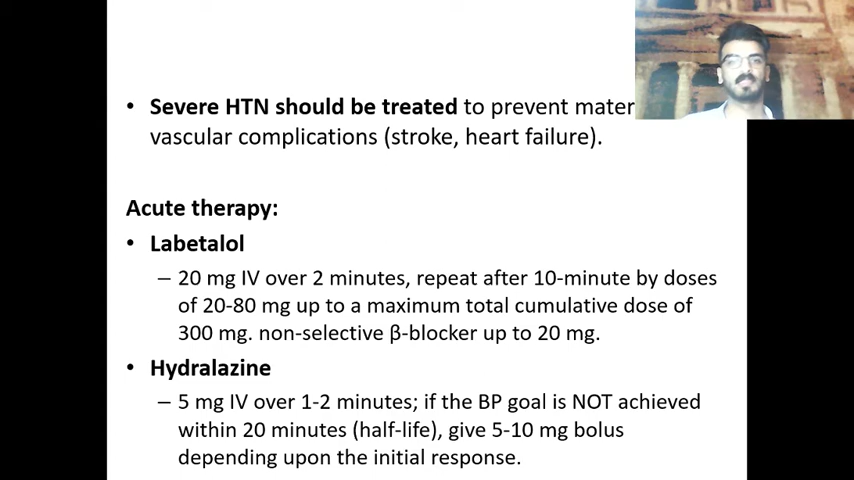 • Severe HTN should be treated to prevent mater
vascular complications (stroke, heart failure).
Acute therapy:
• Labetalol
– 20 mg IV over 2 minutes, repeat after 10-minute by doses
of 20-80 mg up to a maximum total cumulative dose of
300 mg. non-selective β-blocker up to 20 mg.
• Hydralazine
– 5 mg IV over 1-2 minutes; if the BP goal is NOT achieved
within 20 minutes (half-life), give 5-10 mg bolus
depending upon the initial response.